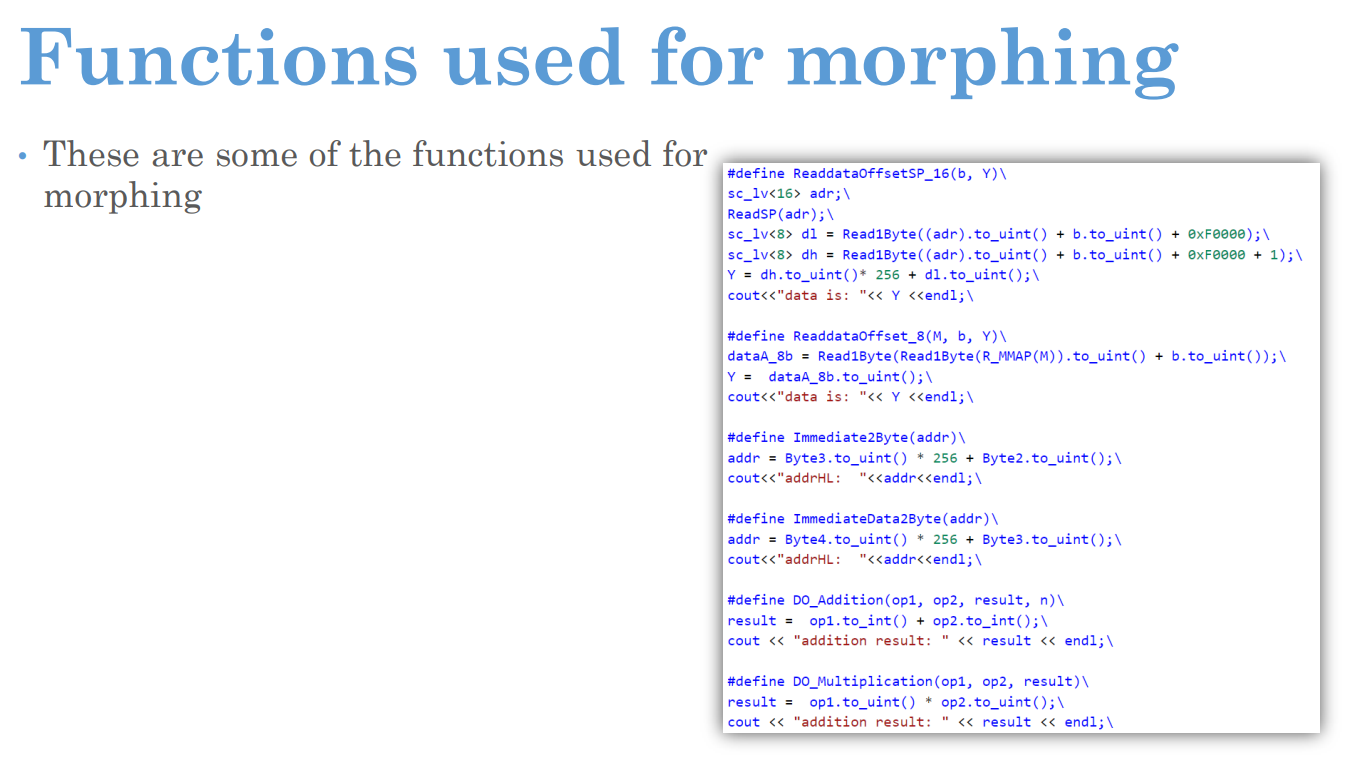 Functions used for morphing
• These are some of the functions used for
morphing
#define ReaddataOffsetSP_16(b, Y)\
sc_lv<16> adr;\
ReadSP(adr);\
sc_lv<8> dl = Read1Byte((adr).to_uint() + b.to_uint() + 0xF0000);\
sc_lv<8> dh = Read1Byte((adr).to_uint() + b.to_uint() + 0xF0000 + 1);\
Y = dh.to_uint()* 256 + dl.to_uint();\
cout<<"data is: "<< Y <<endl;\
#define ReaddataOffset_8(M, b, Y)\
dataA_8b = Read1Byte(Read1Byte(R_MMAP(M)).to_uint() + b.to_uint());\
Y =  dataA_8b.to_uint();\
cout<<"data is: "<< Y <<endl;\
#define Immediate2Byte(addr)\
addr = Byte3.to_uint() * 256 + Byte2.to_uint();\
cout<<"addrHL:  "<<addr<<endl;\
#define ImmediateData2Byte(addr)\
addr = Byte4.to_uint() * 256 + Byte3.to_uint();\
cout<<"addrHL:  "<<addr<<endl;\
#define DO_Addition(op1, op2, result, n)\
result =  op1.to_int() + op2.to_int();\
cout << "addition result: " << result << endl;\
#define DO_Multiplication(op1, op2, result)\
result =  op1.to_uint() * op2.to_uint();\
cout << "addition result: " << result << endl;\